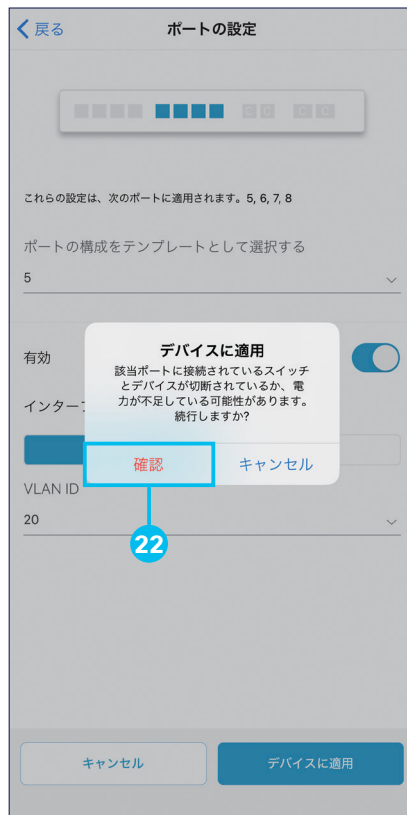 戻る ポートの設定
C C C C
これらの設定は、次のポートに適用されます。5, 6, 7, 8
ポートの構成をテンプレートとして選択する
5
デバイスに適用
該当ポートに接続されているスイッチ
とデバイスが切断されているか、電
力が不足している可能性があります。
続行しますか?
有効
インター
確認 キャンセル
VLAN ID
20
22
キャンセル デバイスに適用